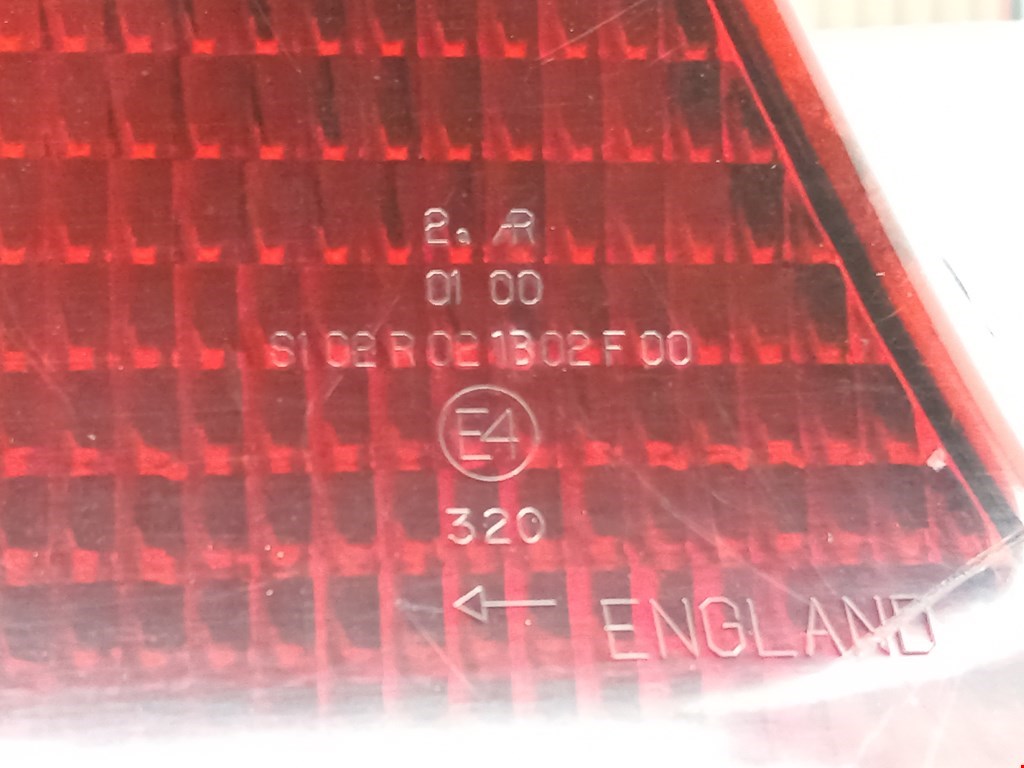 2a AR
01 00
S1 02 R 02 1B 02 F 00
E4
320
← ENGLAND